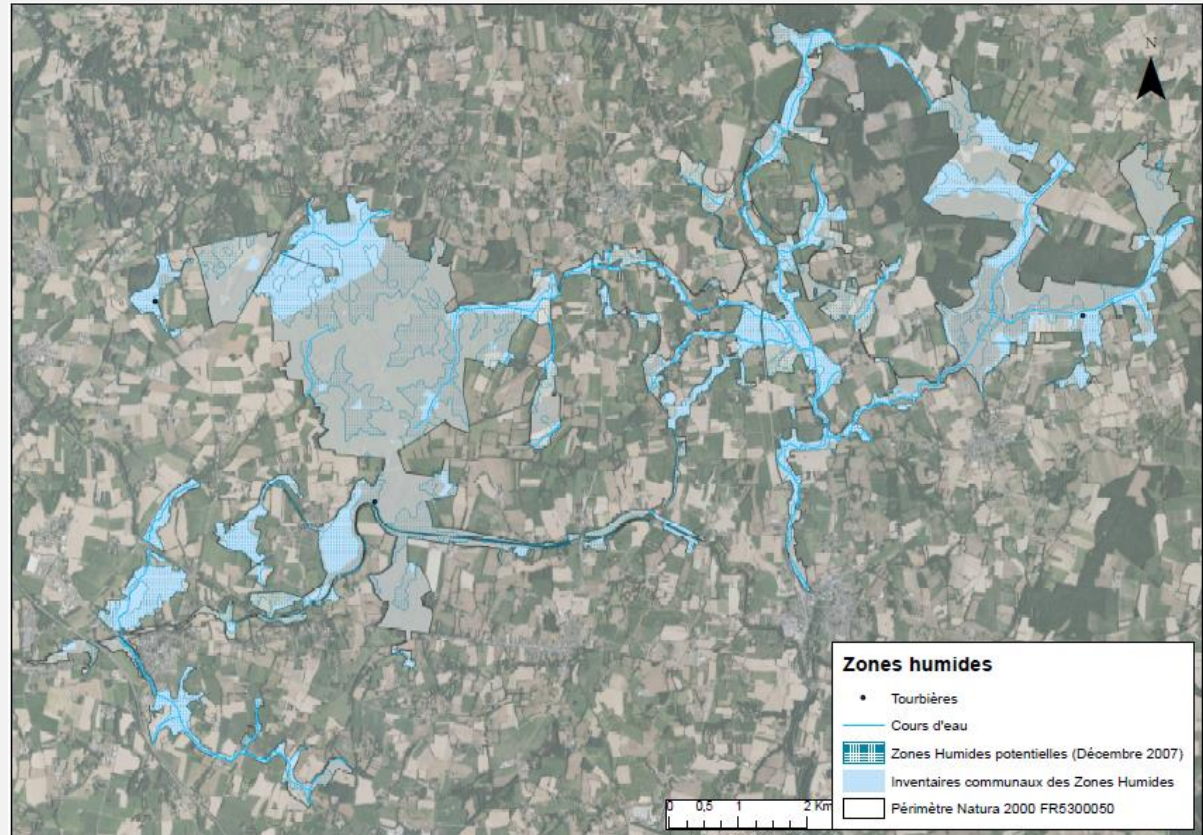 N
Zones humides
Tourbières
Cours d'eau
Zones Humides potentielles (Décembre 2007)
Inventaires communaux des Zones Humides
Périmètre Natura 2000 FR5300050
0 0,5 1 2 Km